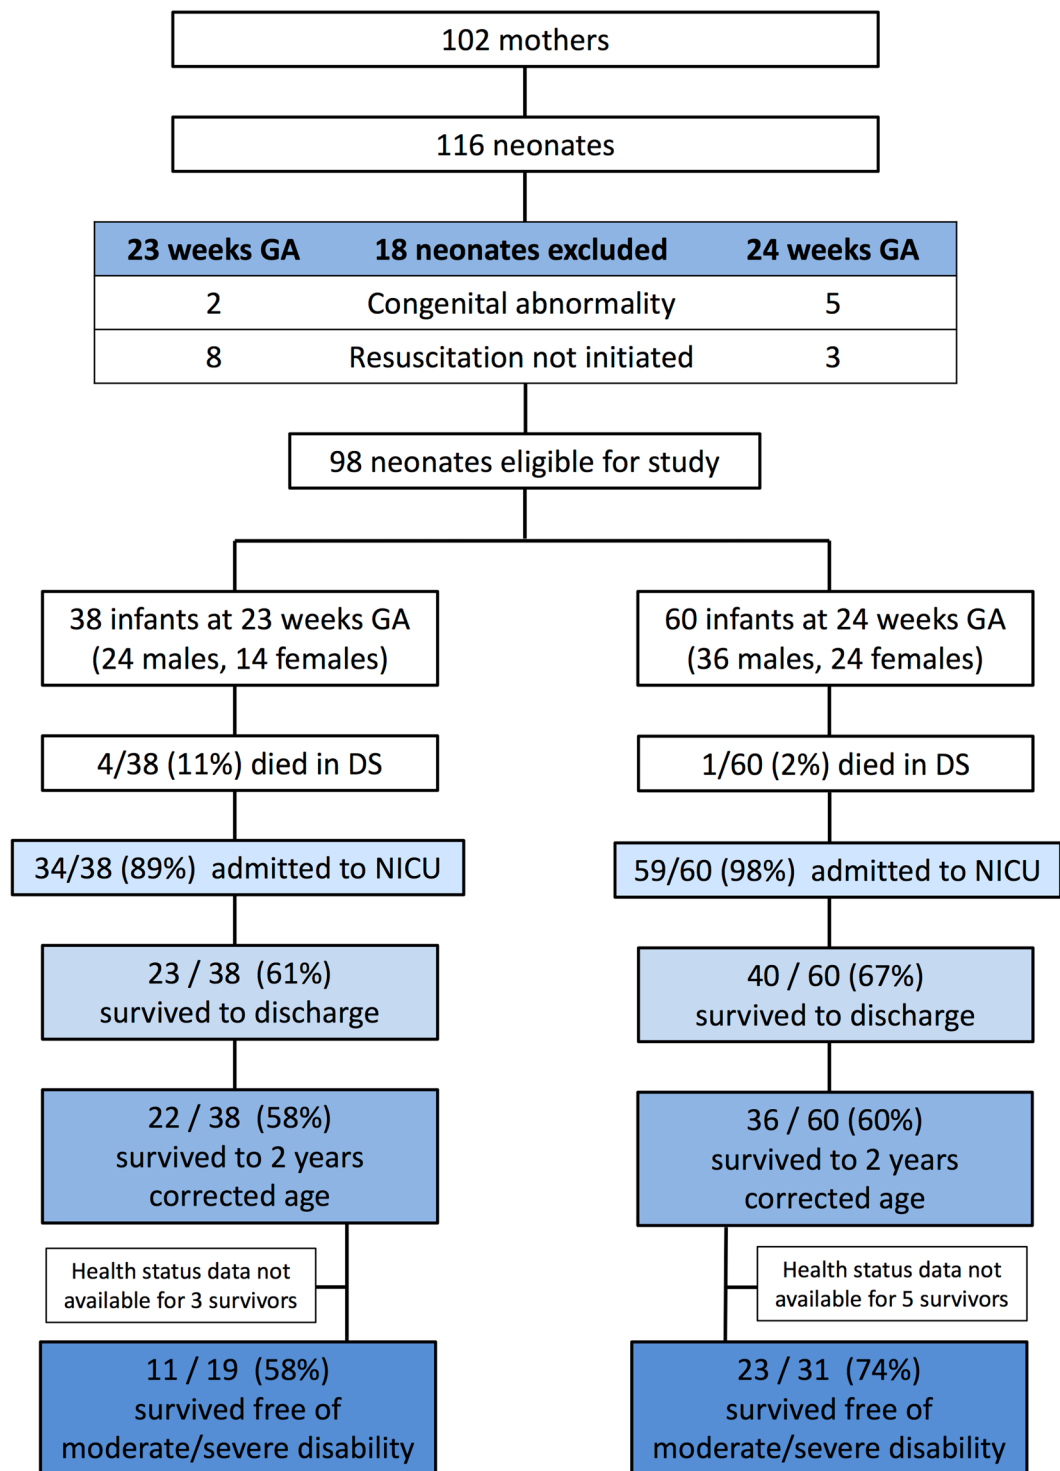 102 mothers
116 neonates
23 weeks GA 18 neonates excluded 24 weeks GA
2 Congenital abnormality 5
8 Resuscitation not initiated 3
98 neonates eligible for study
38 infants at 23 weeks GA
(24 males, 14 females)
60 infants at 24 weeks GA
(36 males, 24 females)
4/38 (11%) died in DS
1/60 (2%) died in DS
34/38 (89%) admitted to NICU
59/60 (98%) admitted to NICU
23 / 38 (61%)
survived to discharge
40 / 60 (67%)
survived to discharge
22 / 38 (58%)
survived to 2 years
corrected age
36 / 60 (60%)
survived to 2 years
corrected age
Health status data not
available for 3 survivors
Health status data not
available for 5 survivors
11 / 19 (58%)
survived free of
moderate/severe disability
23 / 31 (74%)
survived free of
moderate/severe disability